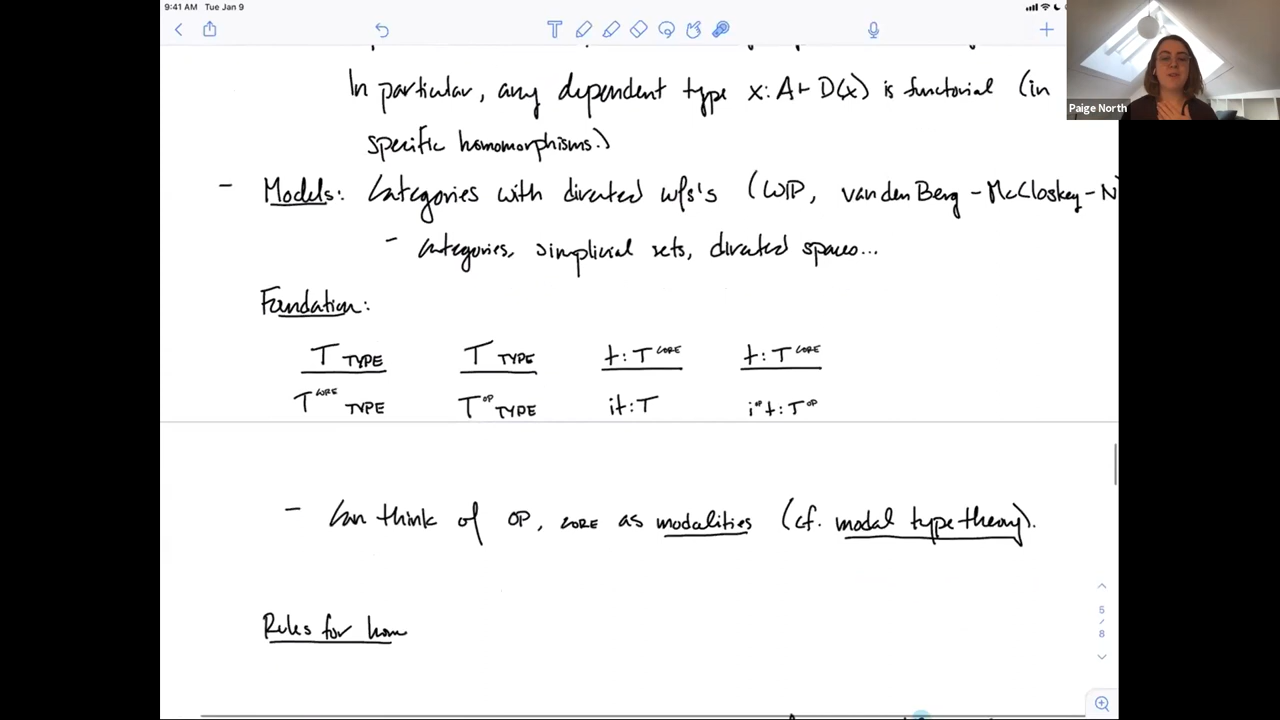 9:41 AM Tue Jan 9
In particular, any dependent type x:A ⊢ D(x) is functorial (in
specific homomorphisms.)
Paige North
- Models: Categories with directed wfs's (WIP, van den Berg - McCloskey - N
- categories, simplicial sets, directed spaces...
Foundation:
T TYPE T TYPE t:T^CORE t:T^CORE
T^CORE TYPE T^OP TYPE it:T i^op t:T^OP
- Can think of OP, CORE as modalities (cf. modal type theory).
Rules for hom
5
/
8